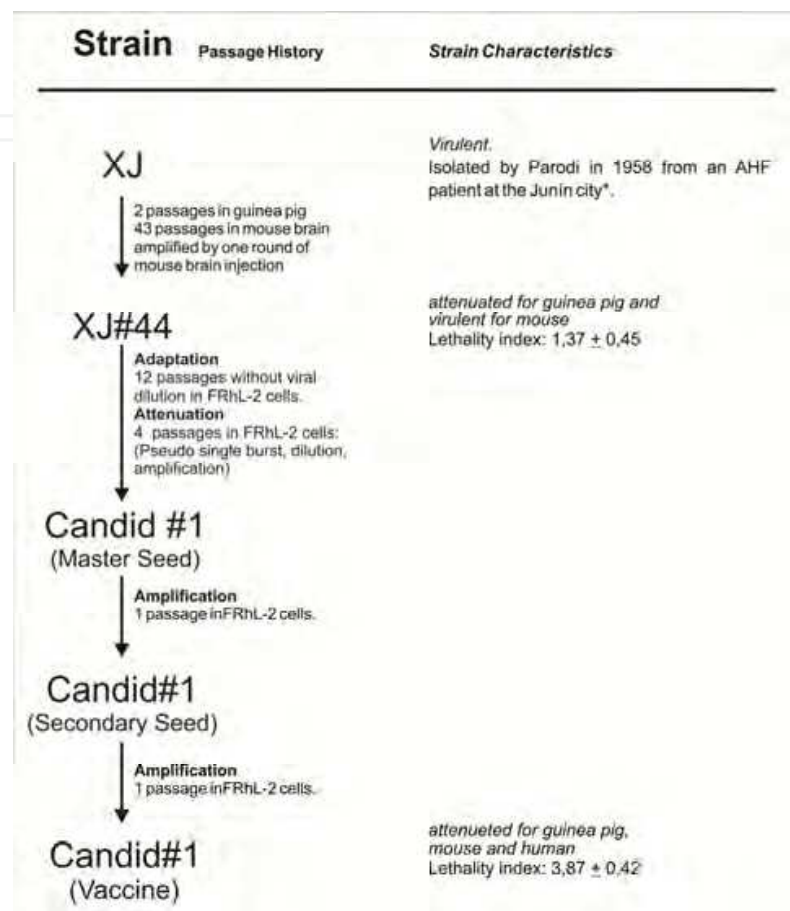 Strain Passage History Strain Characteristics
XJ
Virulent.
Isolated by Parodi in 1958 from an AHF
patient at the Junín city*.
2 passages in guinea pig
43 passages in mouse brain
amplified by one round of
mouse brain injection
XJ#44
attenuated for guinea pig and
virulent for mouse
Lethality index: 1,37 ± 0,45
Adaptation
12 passages without viral
dilution in FRhL-2 cells.
Attenuation
4 passages in FRhL-2 cells:
(Pseudo single burst, dilution,
amplification)
Candid #1
(Master Seed)
Amplification
1 passage inFRhL-2 cells.
Candid#1
(Secondary Seed)
Amplification
1 passage inFRhL-2 cells.
Candid#1
(Vaccine)
attenueted for guinea pig,
mouse and human
Lethality index: 3,87 ± 0,42